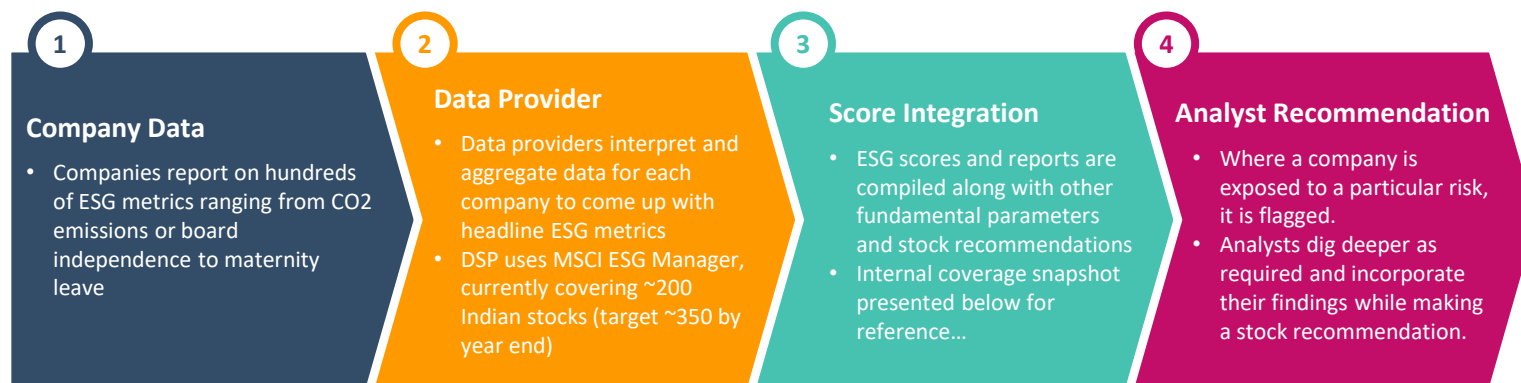 1
Company Data
• Companies report on hundreds
of ESG metrics ranging from CO2
emissions or board
independence to maternity
leave
2
Data Provider
• Data providers interpret and
aggregate data for each
company to come up with
headline ESG metrics
• DSP uses MSCI ESG Manager,
currently covering ~200
Indian stocks (target ~350 by
year end)
3
Score Integration
• ESG scores and reports are
compiled along with other
fundamental parameters
and stock recommendations
• Internal coverage snapshot
presented below for
reference…
4
Analyst Recommendation
• Where a company is
exposed to a particular risk,
it is flagged.
• Analysts dig deeper as
required and incorporate
their findings while making
a stock recommendation.